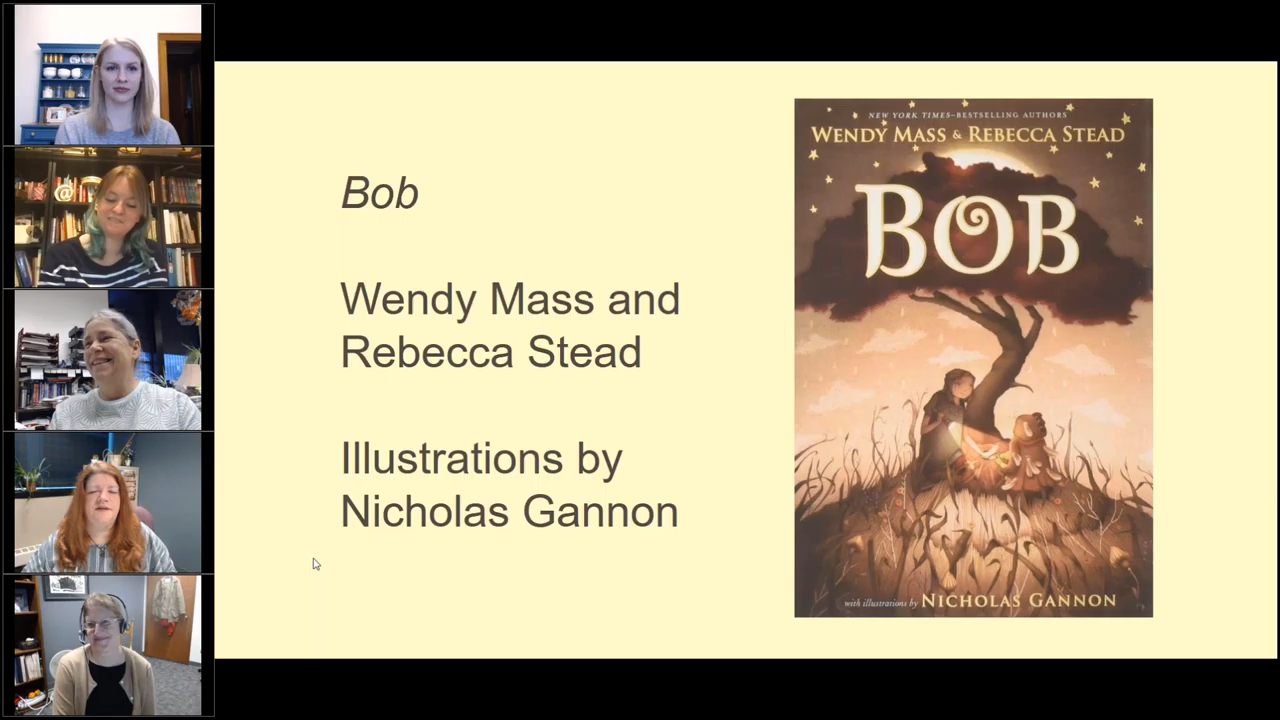 Bob
Wendy Mass and
Rebecca Stead
Illustrations by
Nicholas Gannon
NEW YORK TIMES–BESTSELLING AUTHORS
WENDY MASS & REBECCA STEAD
BOB
with illustrations by NICHOLAS GANNON
@